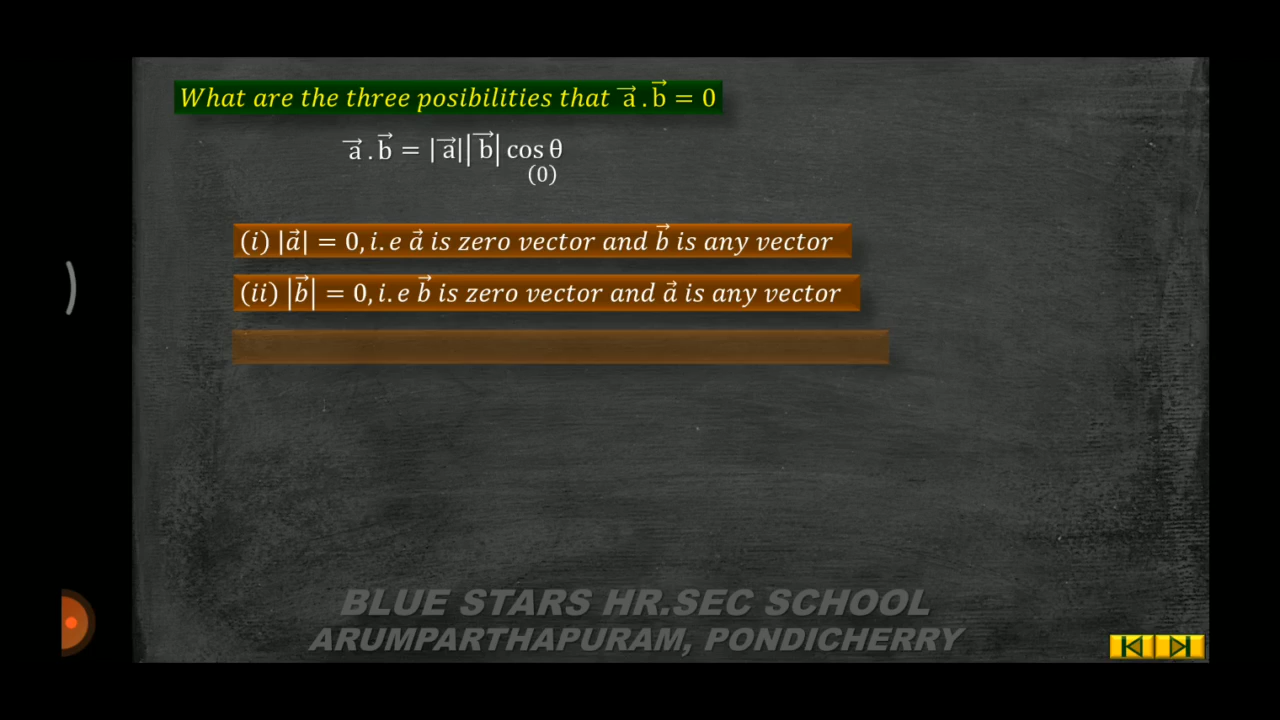 What are the three posibilities that a⃗ . b⃗ = 0
a⃗ . b⃗ = |a⃗||b⃗| cos θ
(0)
(i) |a⃗| = 0, i.e a⃗ is zero vector and b⃗ is any vector
(ii) |b⃗| = 0, i.e b⃗ is zero vector and a⃗ is any vector
BLUE STARS HR.SEC SCHOOL
ARUMPARTHAPURAM, PONDICHERRY